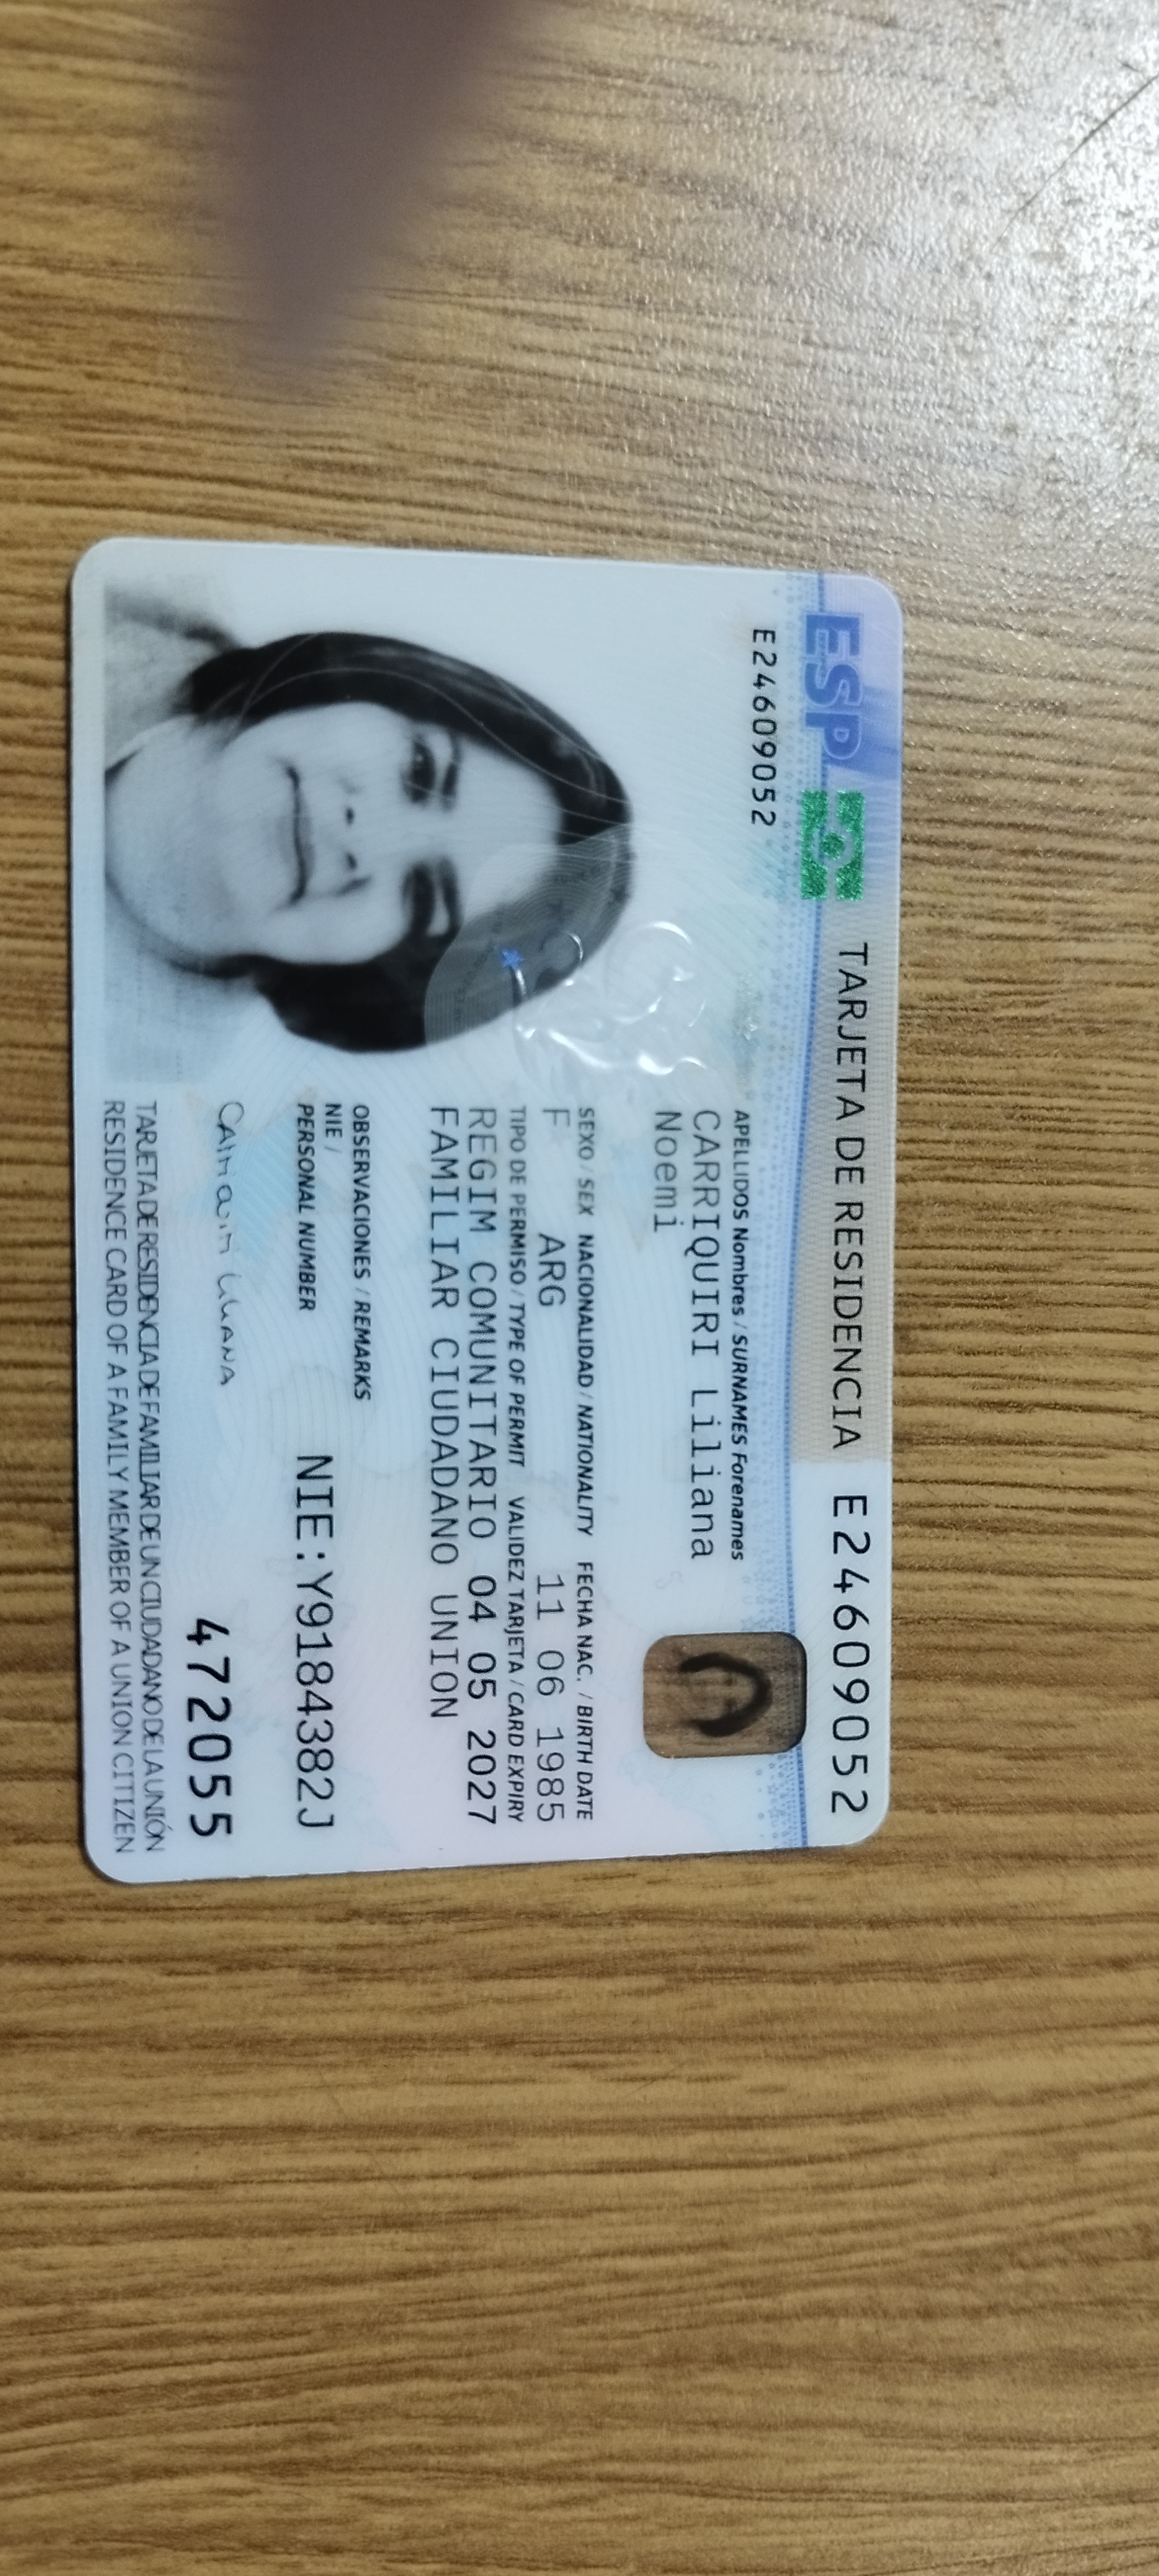 ESP TARJETA DE RESIDENCIA E24609052
E24609052
APELLIDOS Nombres / SURNAMES Forenames
CARRIQUIRI Liliana
Noemi
SEXO / SEX NACIONALIDAD / NATIONALITY FECHA NAC. / BIRTH DATE
F ARG 11 06 1985
TIPO DE PERMISO / TYPE OF PERMIT VALIDEZ TARJETA / CARD EXPIRY
REGIM COMUNITARIO 04 05 2027
FAMILIAR CIUDADANO UNION
OBSERVACIONES / REMARKS
NIE /
PERSONAL NUMBER NIE:Y9184382J
472055
TARJETA DE RESIDENCIA DE FAMILIAR DE UN CIUDADANO DE LA UNIÓN
RESIDENCE CARD OF A FAMILY MEMBER OF A UNION CITIZEN